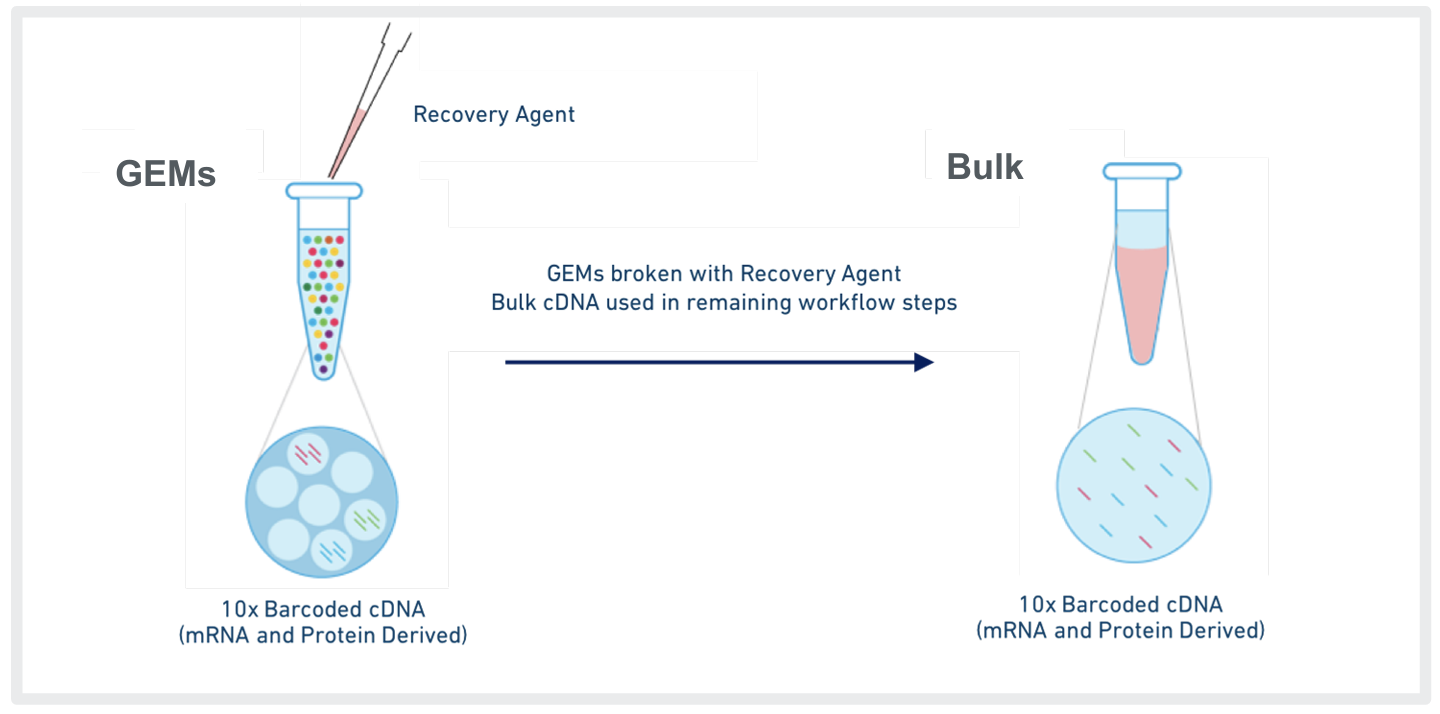 Recovery Agent
GEMs
Bulk
GEMs broken with Recovery Agent
Bulk cDNA used in remaining workflow steps
10x Barcoded cDNA
(mRNA and Protein Derived)
10x Barcoded cDNA
(mRNA and Protein Derived)